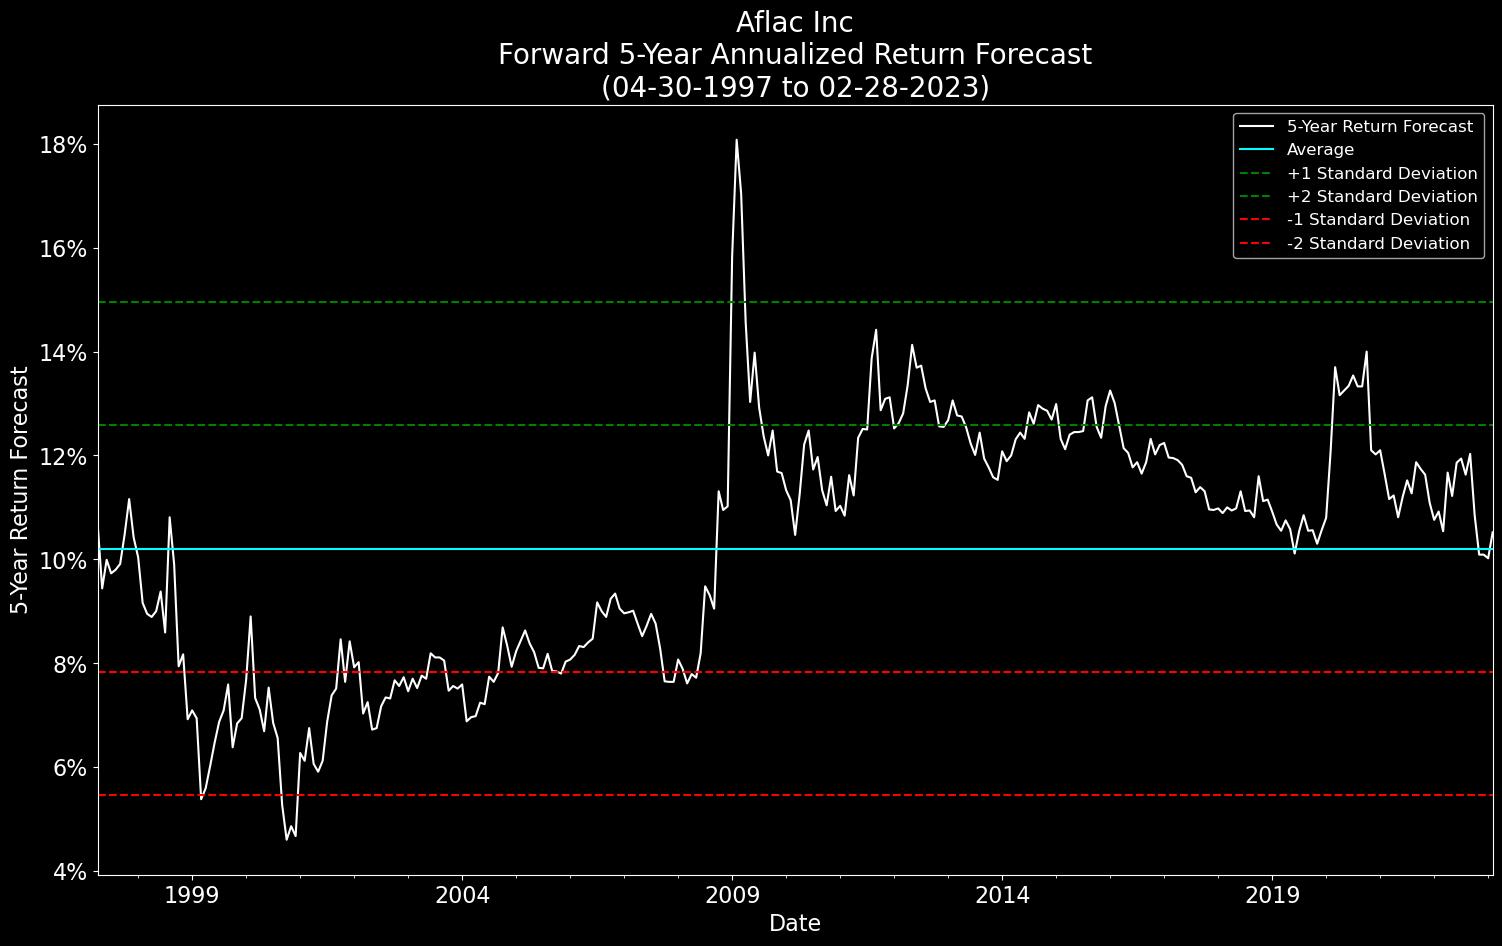 Aflac Inc
Forward 5-Year Annualized Return Forecast
(04-30-1997 to 02-28-2023)
5-Year Return Forecast
Average
+1 Standard Deviation
+2 Standard Deviation
-1 Standard Deviation
-2 Standard Deviation
5-Year Return Forecast
18%
16%
14%
12%
10%
8%
6%
4%
1999
2004
2009
2014
2019
Date